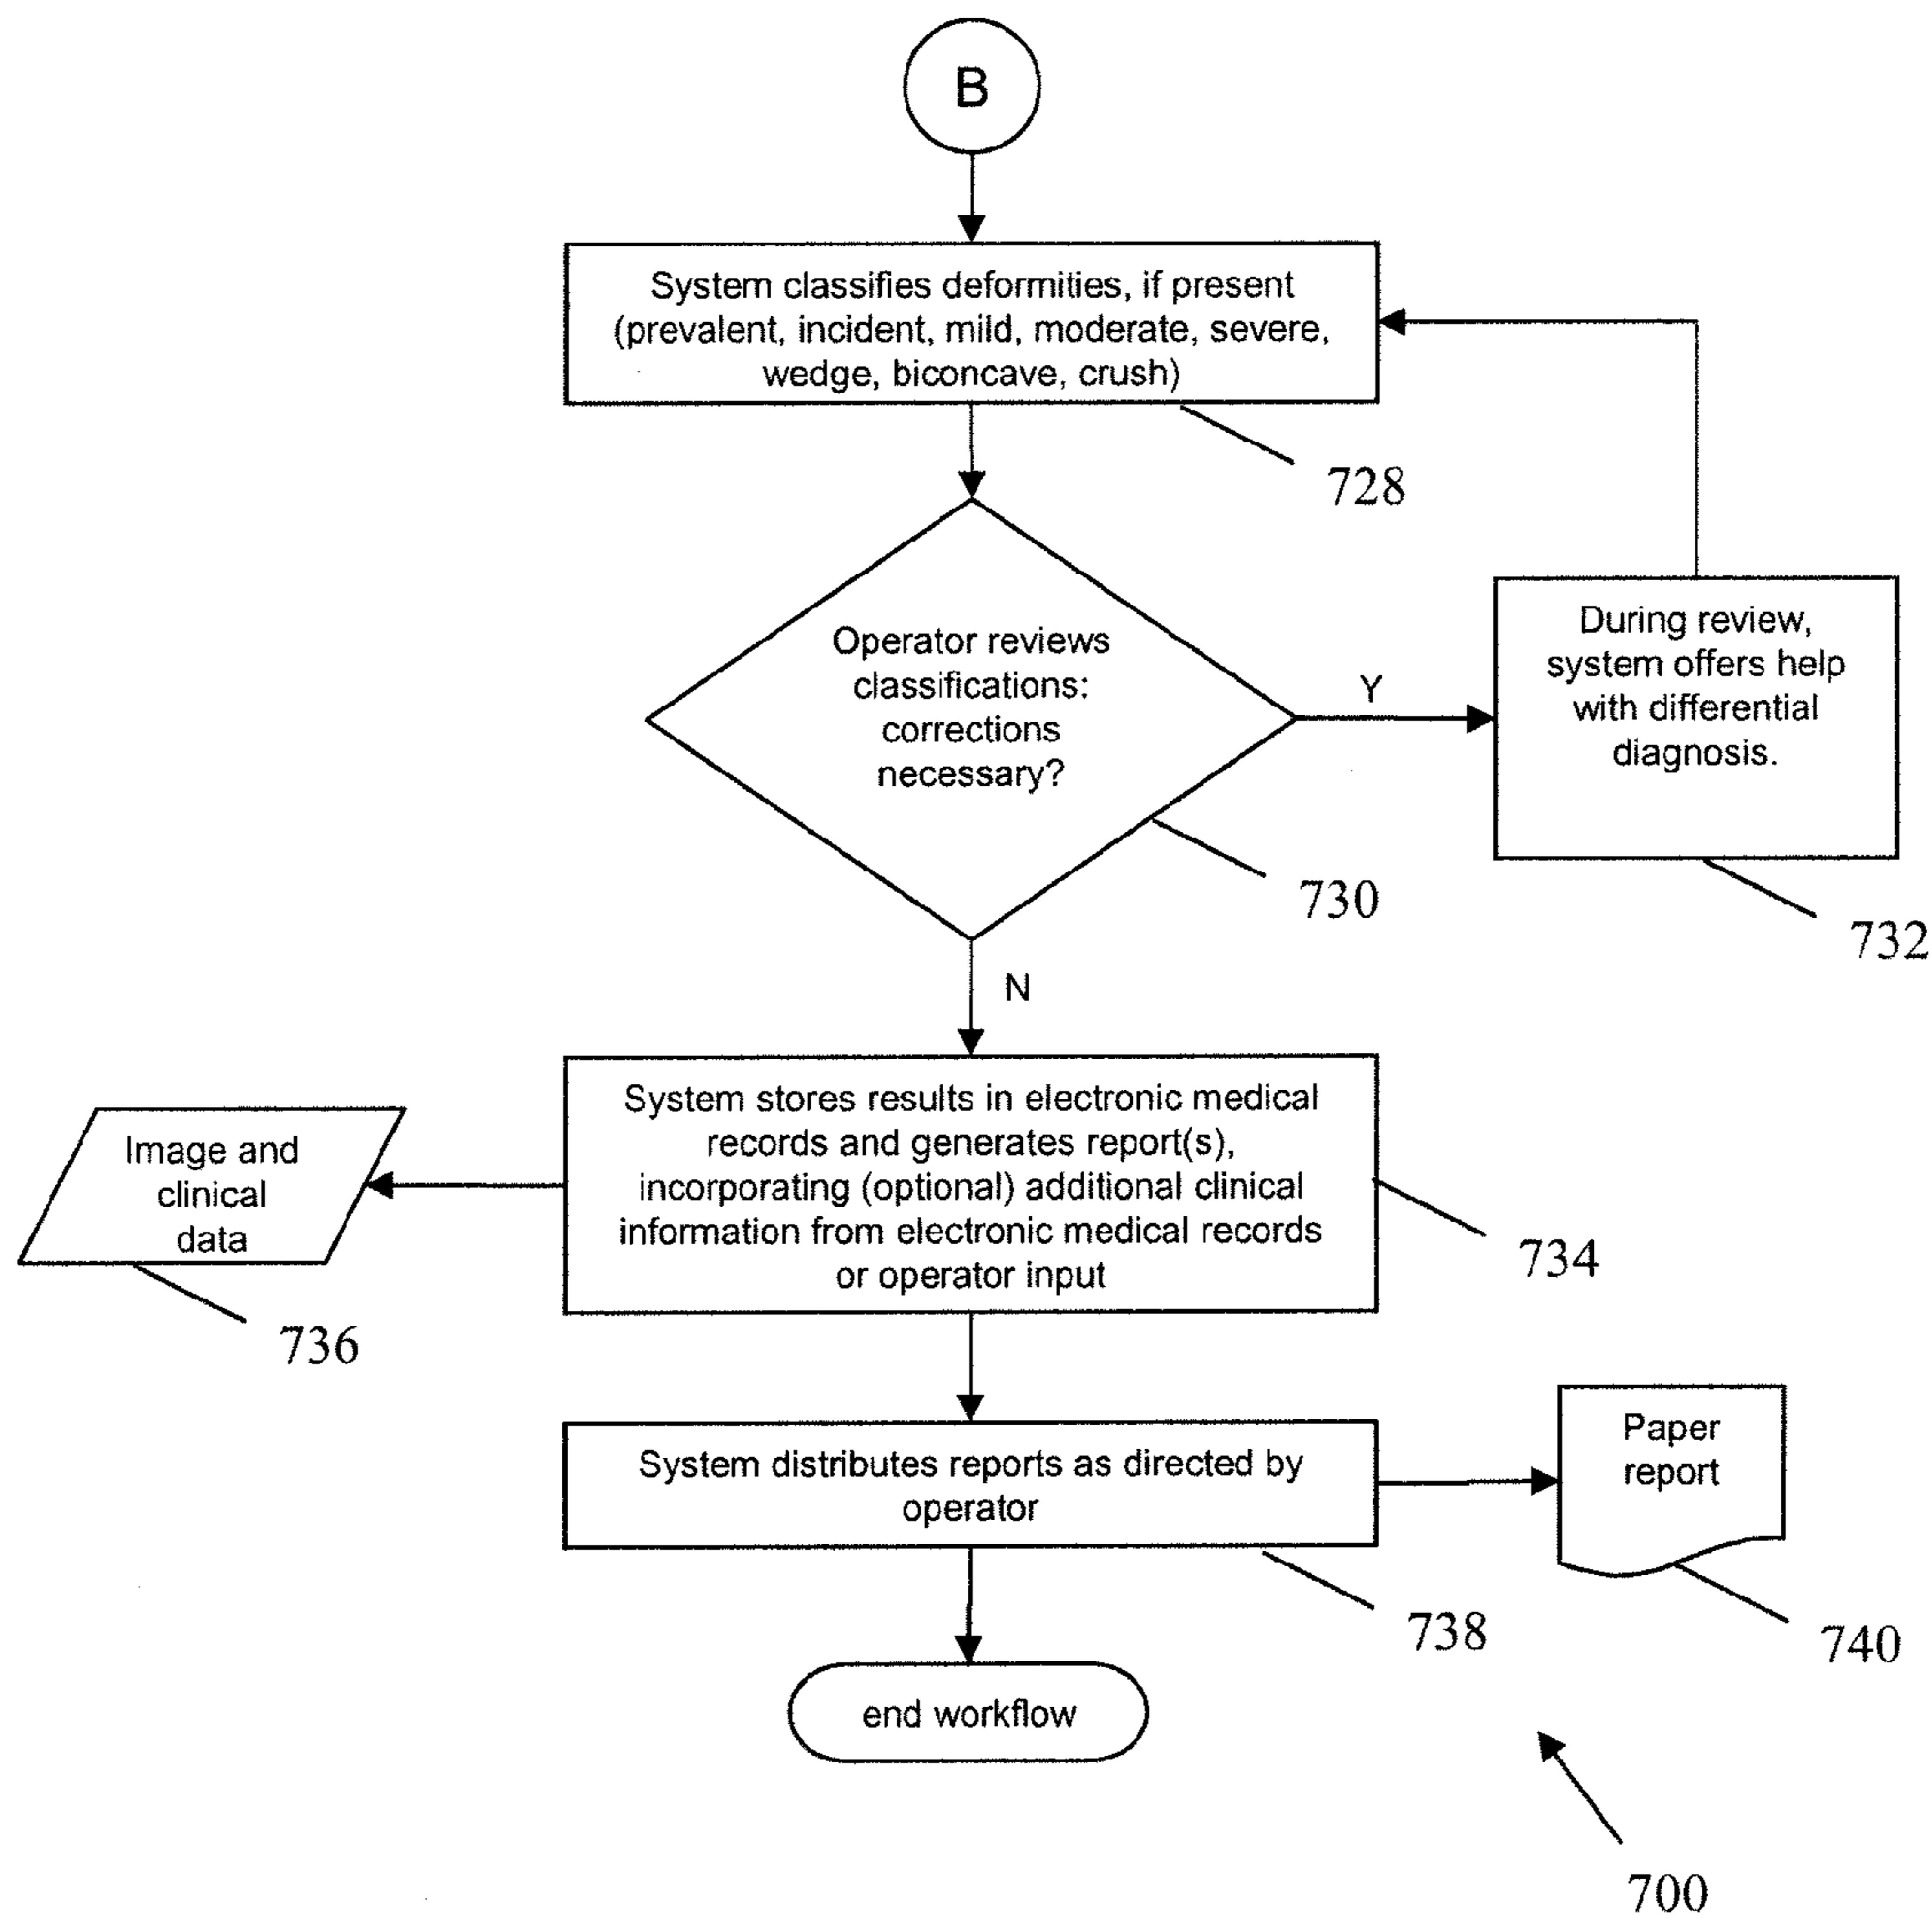 B
System classifies deformities, if present
(prevalent, incident, mild, moderate, severe,
wedge, biconcave, crush)
728
Operator reviews
classifications:
corrections
necessary?
730
Y
During review,
system offers help
with differential
diagnosis.
732
N
System stores results in electronic medical
records and generates report(s),
incorporating (optional) additional clinical
information from electronic medical records
or operator input
734
Image and
clinical
data
736
System distributes reports as directed by
operator
738
Paper
report
740
end workflow
700